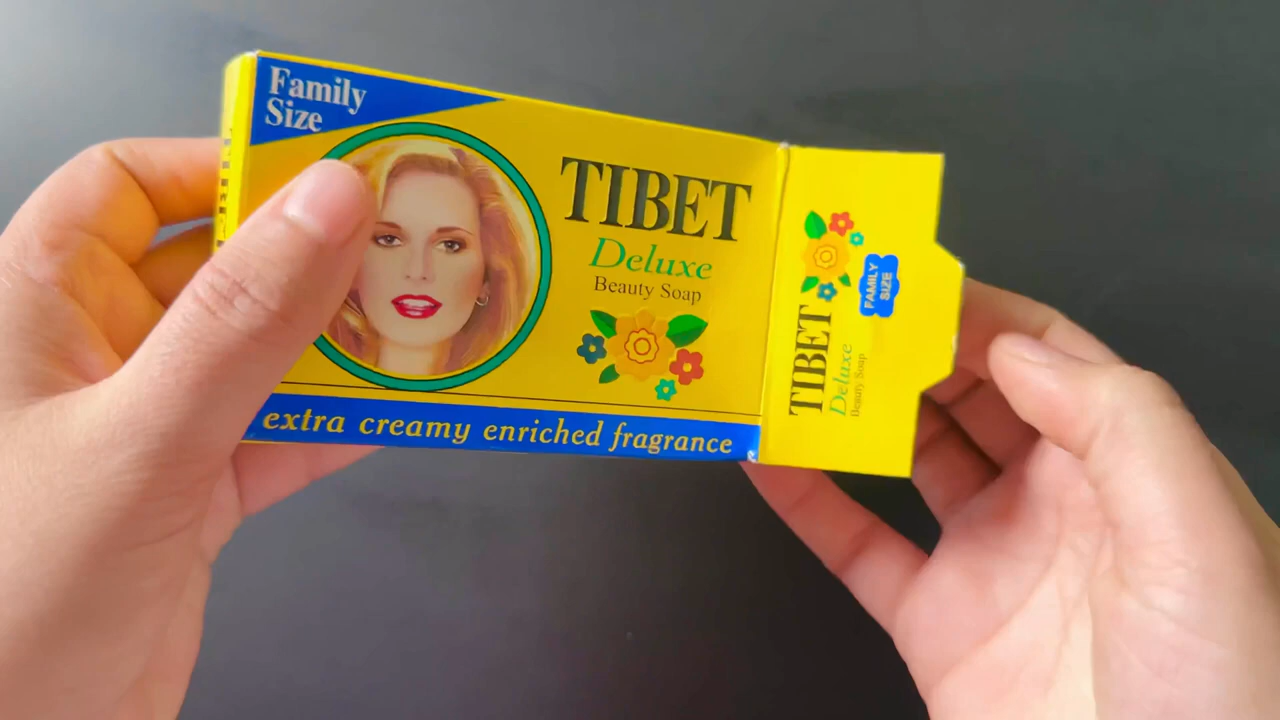 Family
Size
TIBET
Deluxe
Beauty Soap
extra creamy enriched fragrance
FAMILY
SIZE
TIBET
Deluxe
Beauty Soap